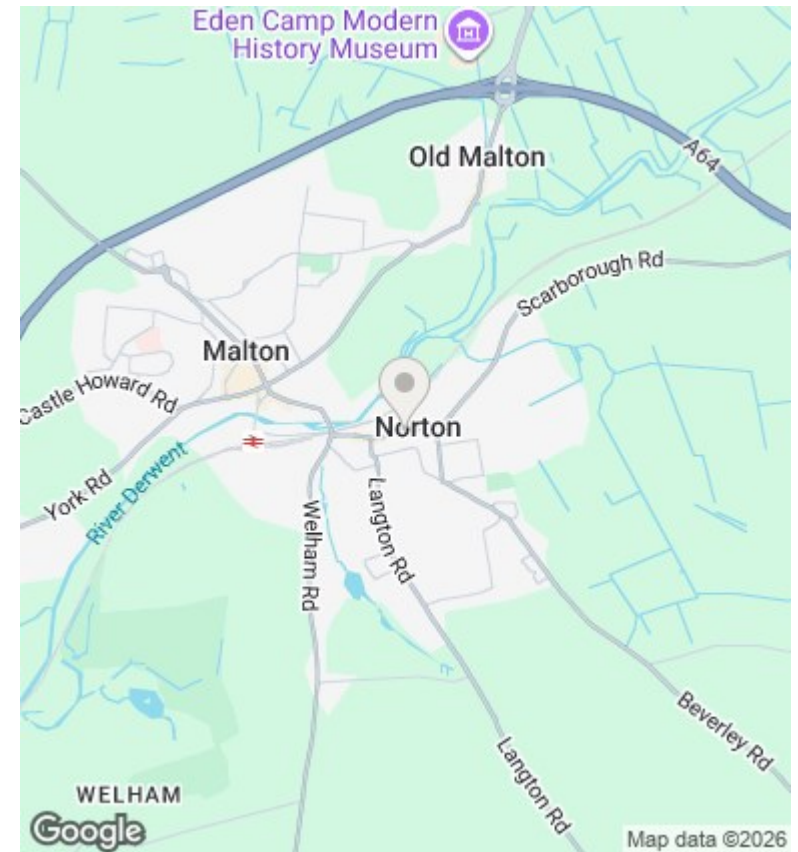 Eden Camp Modern
History Museum
Old Malton
A64
Scarborough Rd
Malton
Castle Howard Rd
Norton
York Rd
River Derwent
Langton Rd
Welham Rd
Beverley Rd
Langton Rd
WELHAM
Google
Map data ©2026